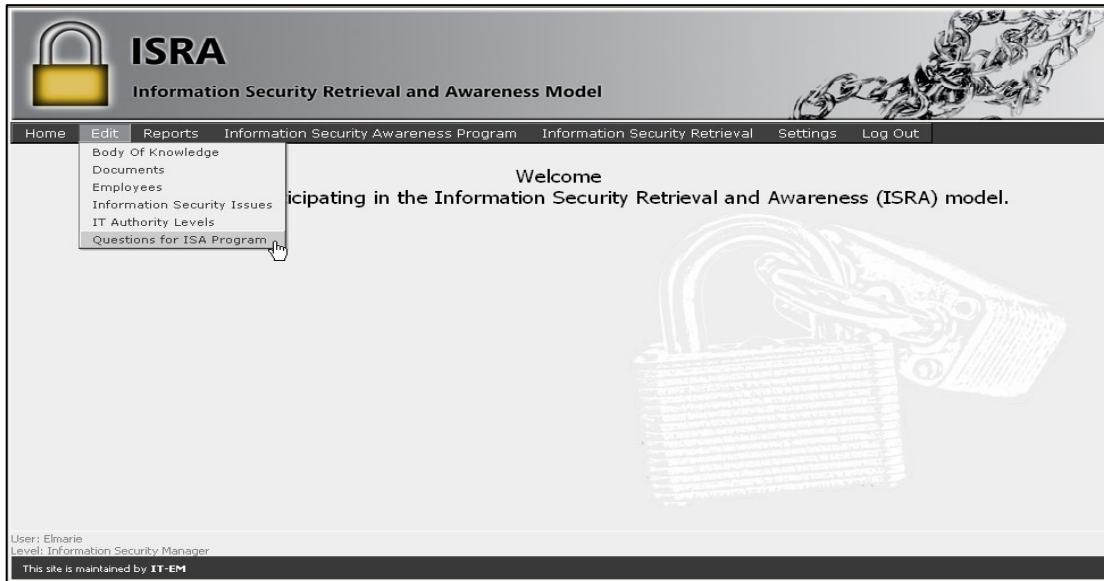 ISRA
Information Security Retrieval and Awareness Model
Home Edit Reports Information Security Awareness Program Information Security Retrieval Settings Log Out
Body Of Knowledge
Documents
Employees
Information Security Issues
IT Authority Levels
Questions for ISA Program
Welcome
icipating in the Information Security Retrieval and Awareness (ISRA) model.
User: Elmarie
Level: Information Security Manager
This site is maintained by IT-EM